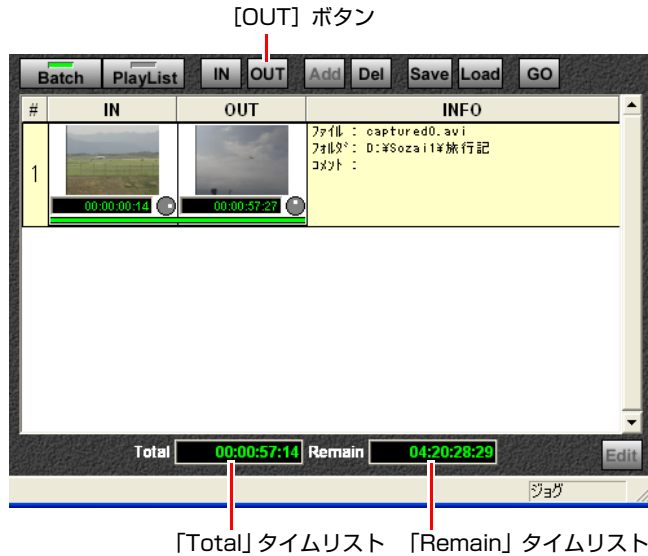 ［OUT］ボタン
Batch PlayList IN OUT Add Del Save Load GO
# IN OUT INFO
1
ﾌｧｲﾙ : captured0.avi
ﾌｫﾙﾀﾞ: D:¥Sozai1¥旅行記
ｺﾒﾝﾄ :
00:00:00:14 00:00:57:27
Total 00:00:57:14 Remain 04:20:28:29
Edit
ジョグ
「Total」タイムリスト 「Remain」タイムリスト